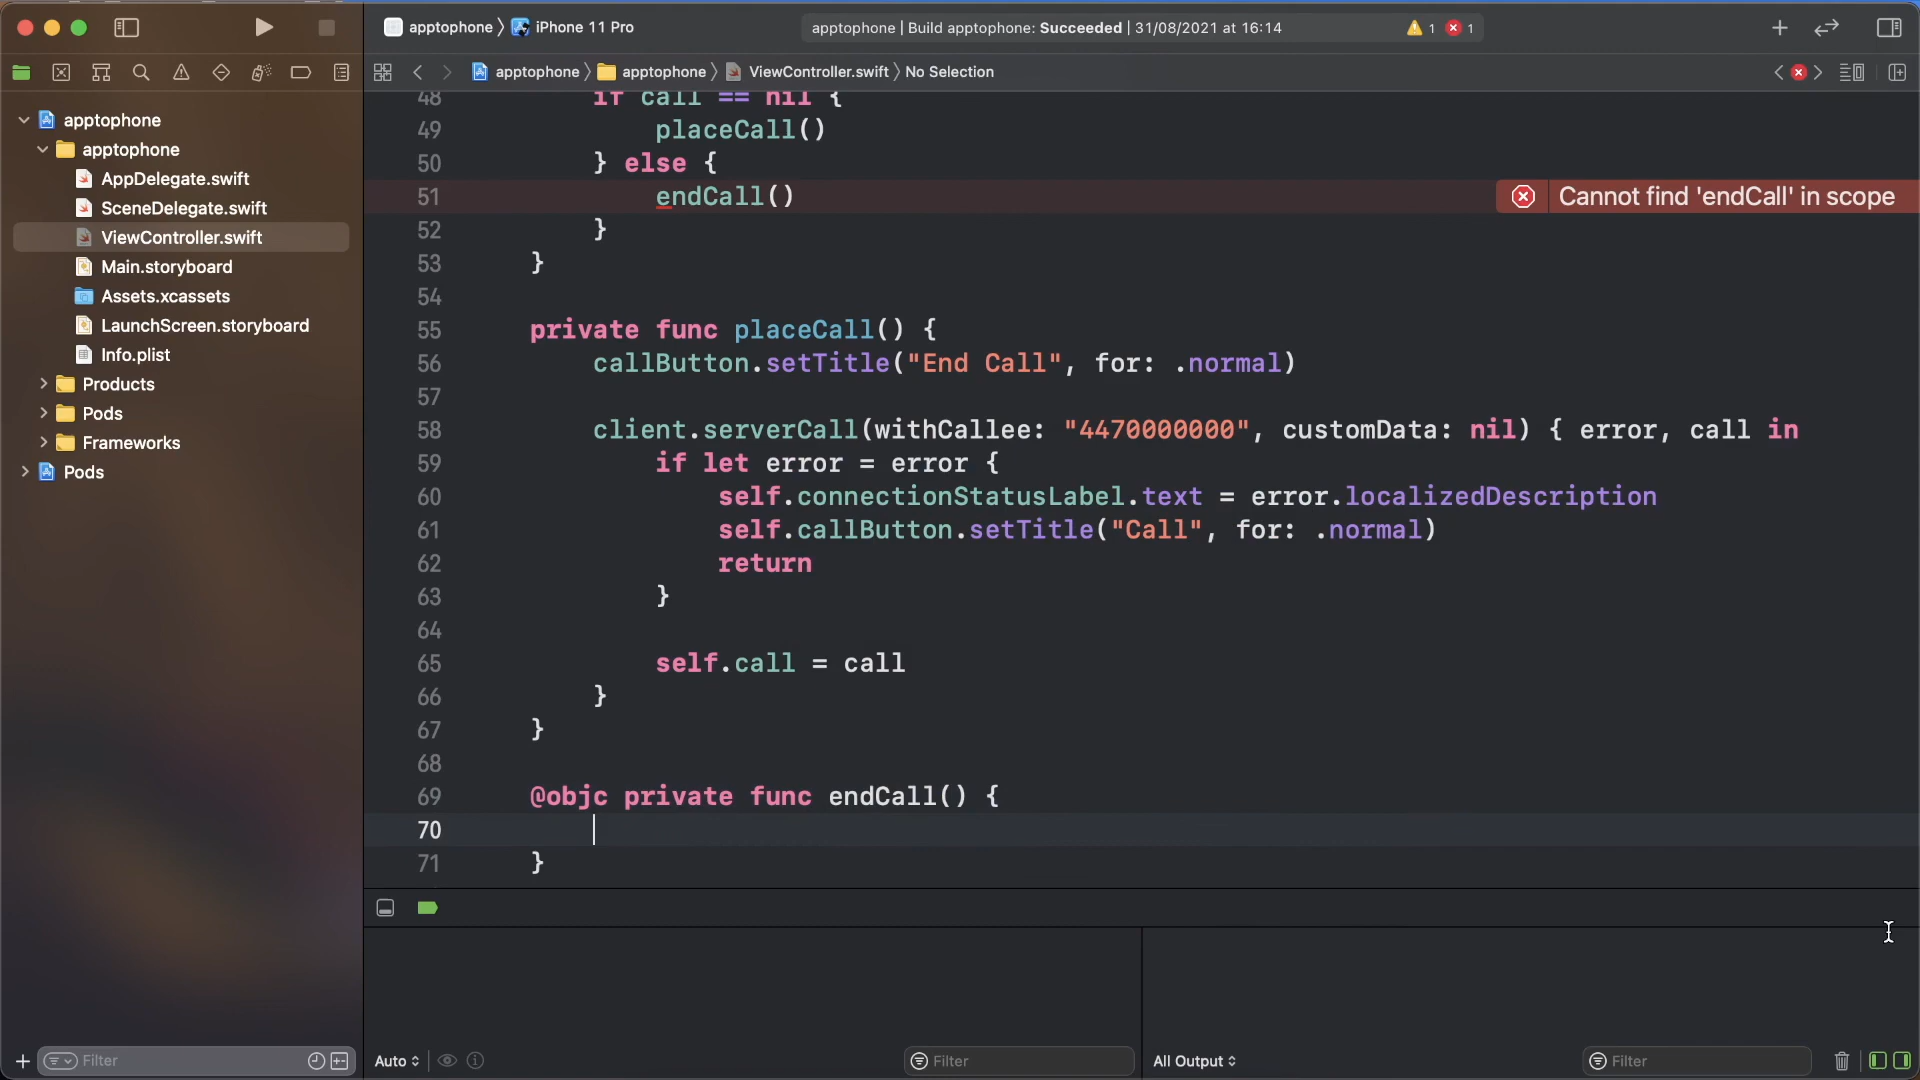 apptophone 〉 iPhone 11 Pro
apptophone | Build apptophone: Succeeded | 31/08/2021 at 16:14
1
1
apptophone 〉 apptophone 〉 ViewController.swift 〉 No Selection
apptophone
apptophone
AppDelegate.swift
SceneDelegate.swift
ViewController.swift
Main.storyboard
Assets.xcassets
LaunchScreen.storyboard
Info.plist
Products
Pods
Frameworks
Pods
48 if call == nil {
49 placeCall()
50 } else {
51 endCall()
Cannot find 'endCall' in scope
52 }
53 }
54
55 private func placeCall() {
56 callButton.setTitle("End Call", for: .normal)
57
58 client.serverCall(withCallee: "4470000000", customData: nil) { error, call in
59 if let error = error {
60 self.connectionStatusLabel.text = error.localizedDescription
61 self.callButton.setTitle("Call", for: .normal)
62 return
63 }
64
65 self.call = call
66 }
67 }
68
69 @objc private func endCall() {
70
71 }
Filter
Auto
Filter
All Output
Filter